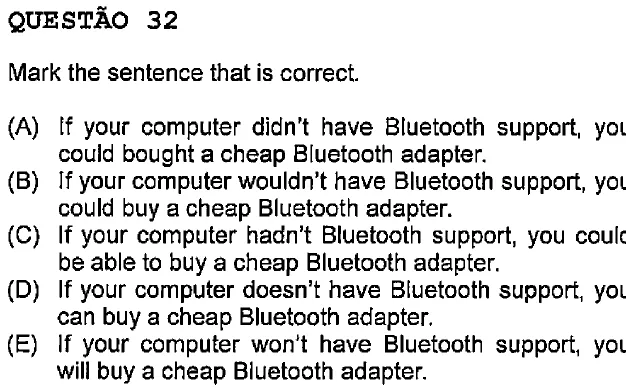 QUESTÃO 32
Mark the sentence that is correct.
(A) If your computer didn't have Bluetooth support, you
could bought a cheap Bluetooth adapter.
(B) If your computer wouldn't have Bluetooth support, you
could buy a cheap Bluetooth adapter.
(C) If your computer hadn't Bluetooth support, you could
be able to buy a cheap Bluetooth adapter.
(D) If your computer doesn't have Bluetooth support, you
can buy a cheap Bluetooth adapter.
(E) If your computer won't have Bluetooth support, you
will buy a cheap Bluetooth adapter.